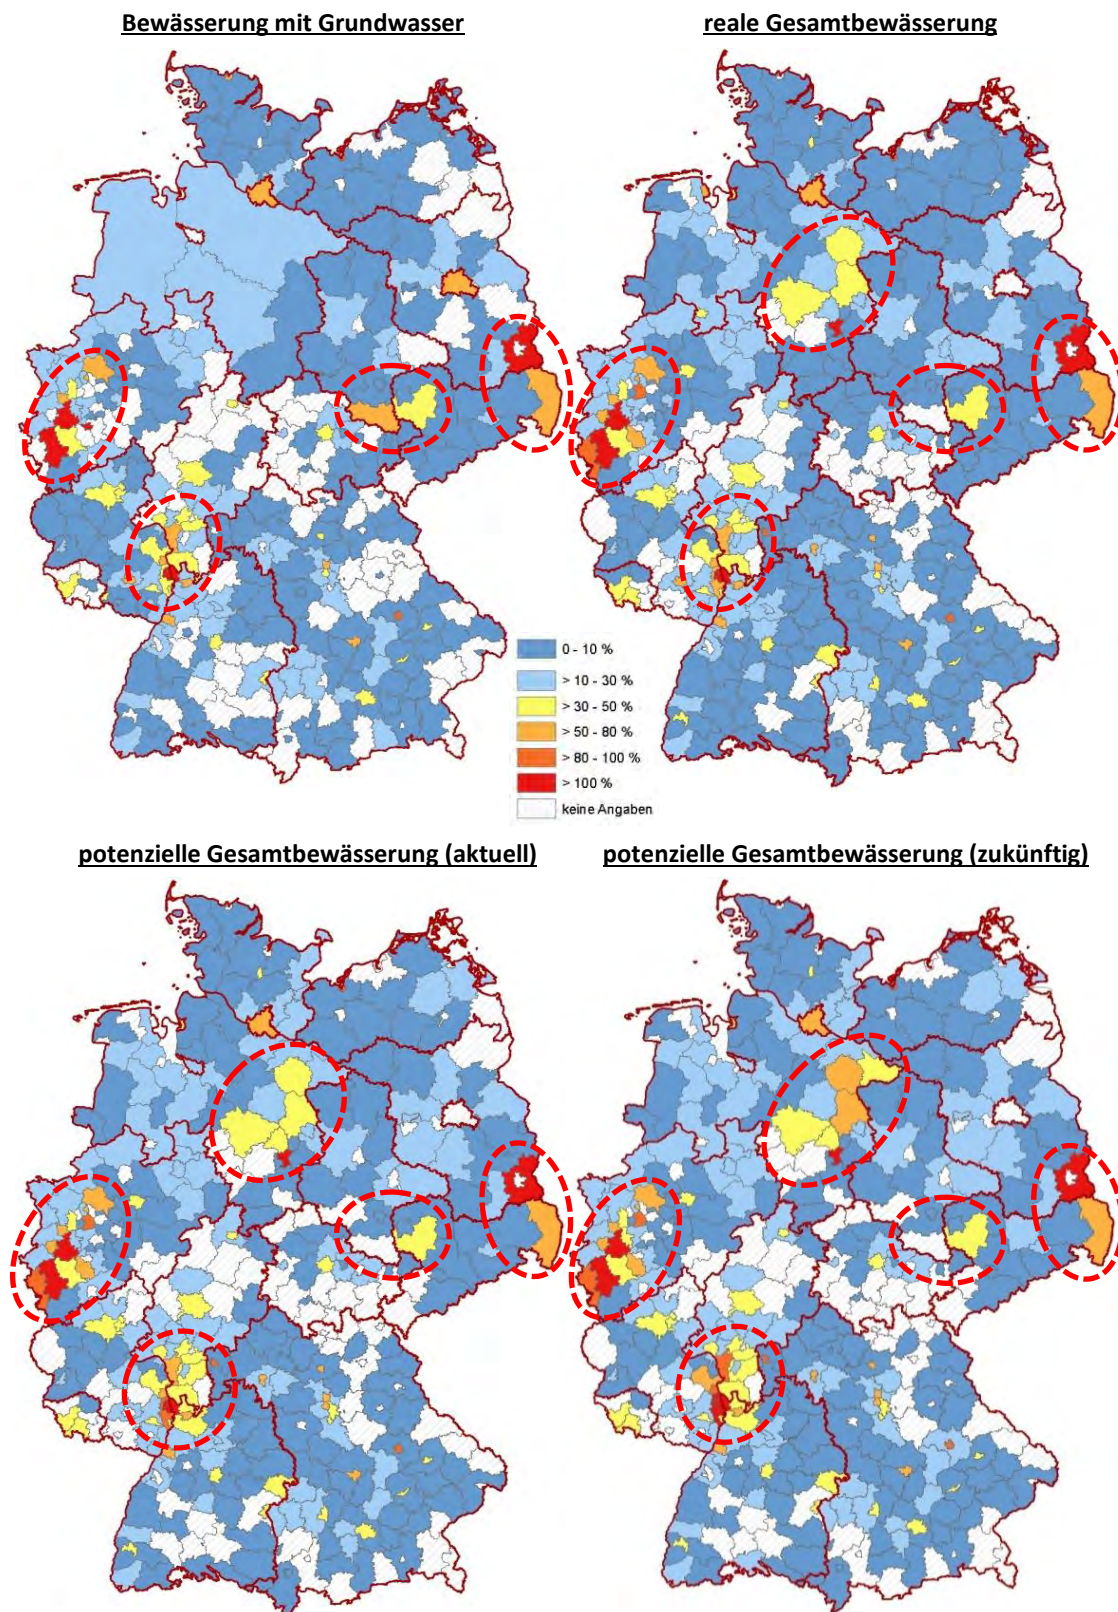 Bewässerung mit Grundwasser
reale Gesamtbewässerung
0 - 10 %
> 10 - 30 %
> 30 - 50 %
> 50 - 80 %
> 80 - 100 %
> 100 %
keine Angaben
potenzielle Gesamtbewässerung (aktuell)
potenzielle Gesamtbewässerung (zukünftig)